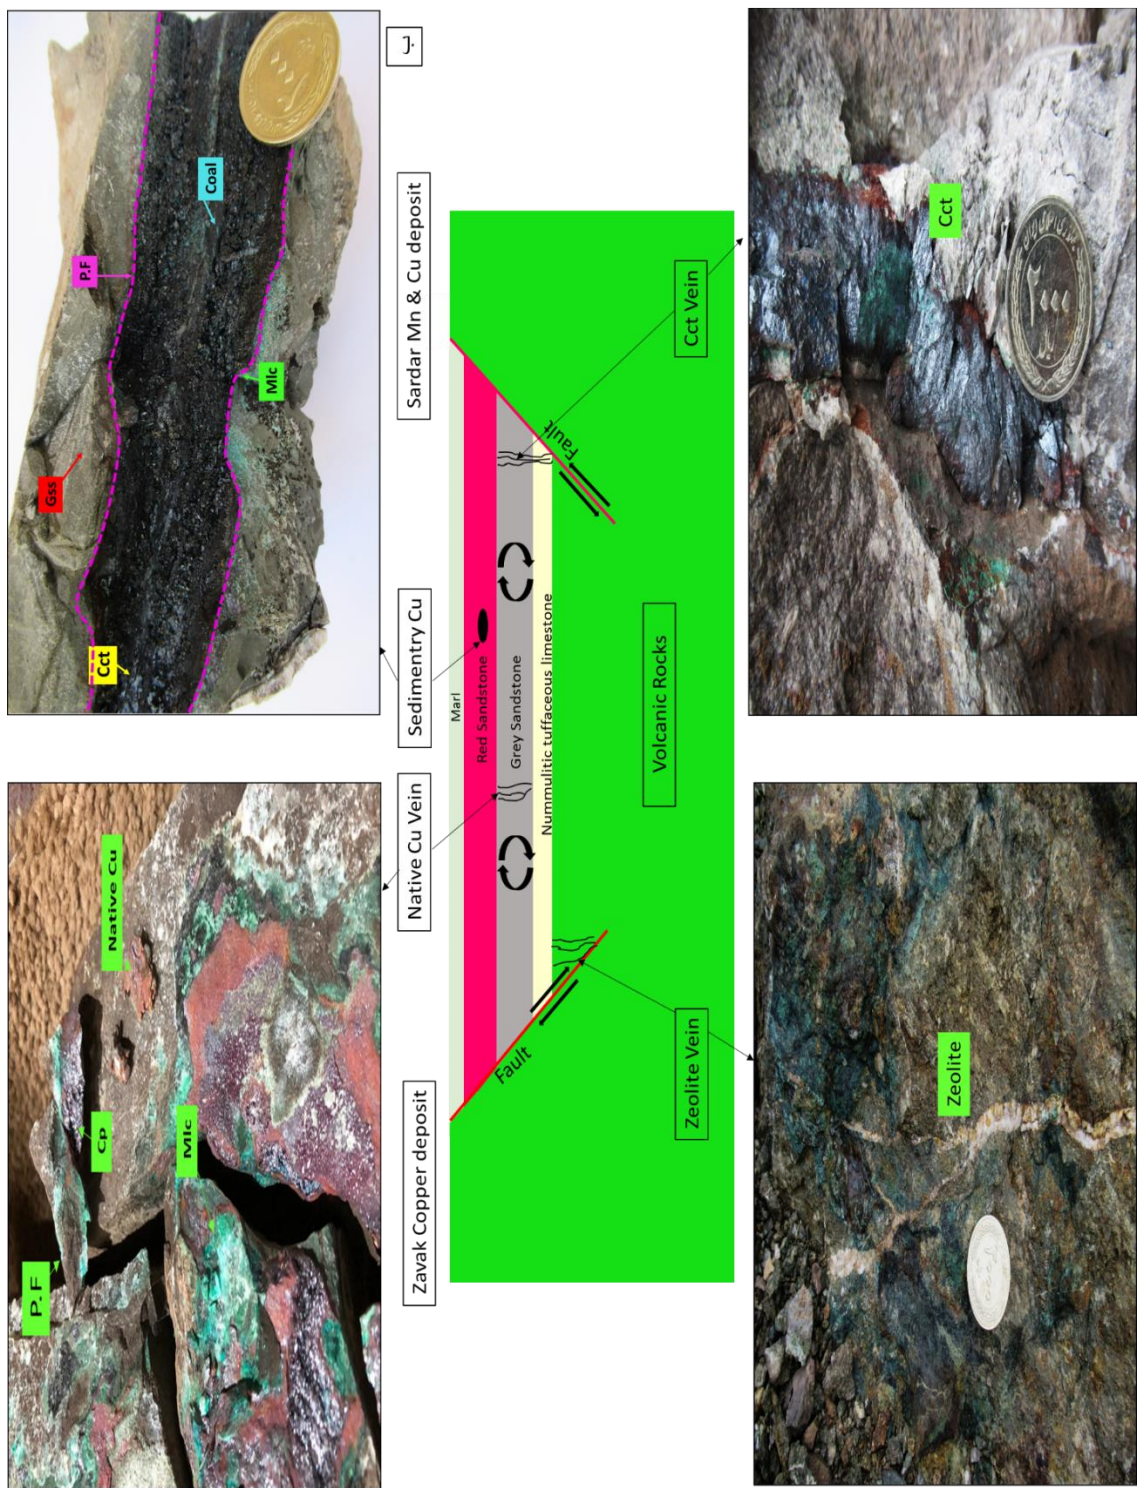 P.F
Cp
Native Cu
Mlc
Gss
P.F
Cct
Coal
Mlc
Zavak Copper deposit
Native Cu Vein
Sedimentry Cu
Sardar Mn & Cu deposit
Marl
Red Sandstone
Grey Sandstone
Nummulitic tuffaceous limestone
Fault
Fault
Volcanic Rocks
Zeolite Vein
Cct Vein
Zeolite
Cct